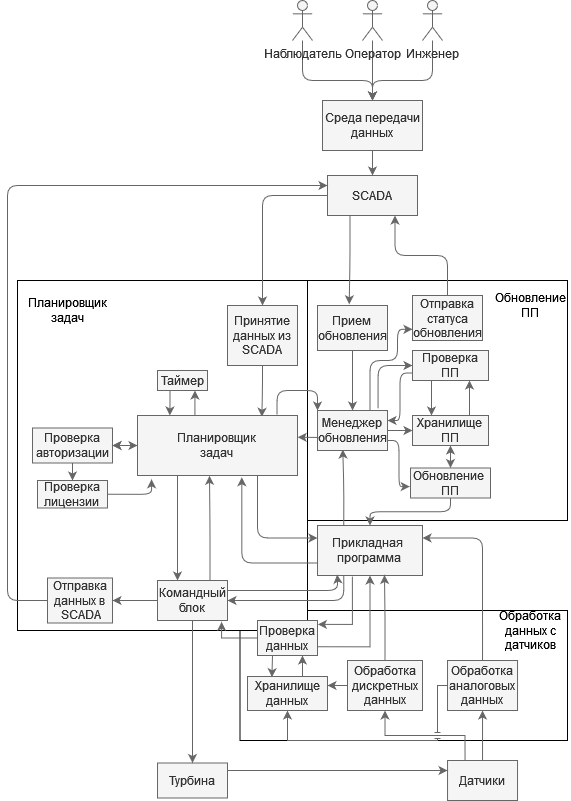 Наблюдатель Оператор Инженер
Среда передачи
данных
SCADA
Планировщик
задач
Обновление
ПП
Принятие
данных из
SCADA
Прием
обновления
Отправка
статуса
обновления
Проверка
ПП
Таймер
Планировщик
задач
Менеджер
обновления
Хранилище
ПП
Проверка
авторизации
Проверка
лицензии
Обновление
ПП
Прикладная
программа
Отправка
данных в
SCADA
Командный
блок
Обработка
данных с
датчиков
Проверка
данных
Хранилище
данных
Обработка
дискретных
данных
Обработка
аналоговых
данных
Турбина
Датчики